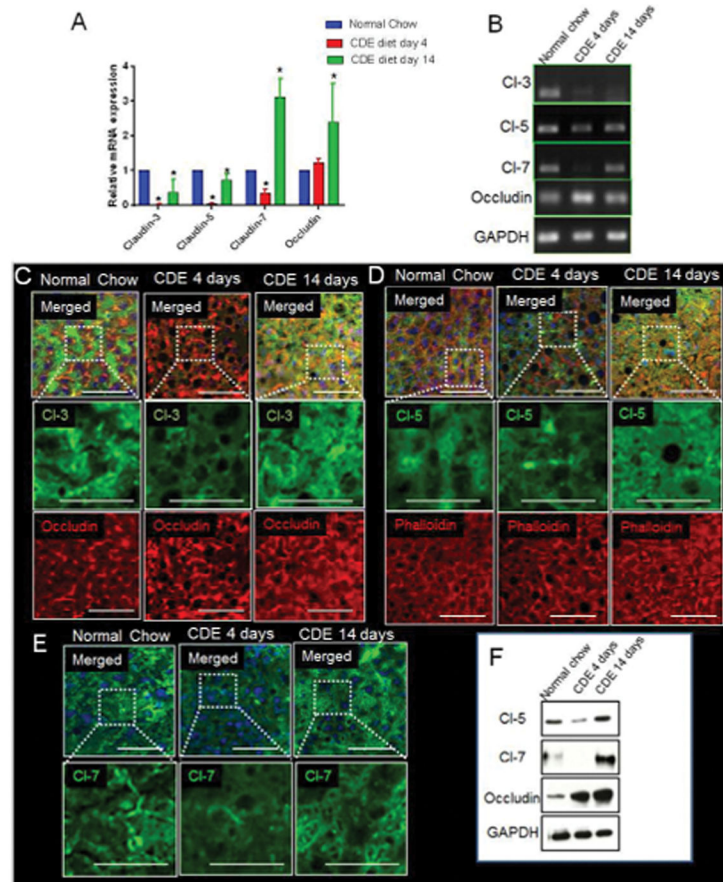 A
Normal Chow
CDE diet day 4
CDE diet day 14
Relative mRNA expression
4
3
2
1
0
*
*
*
*
*
*
*
Claudin-3
Claudin-5
Claudin-7
Occludin
B
Normal chow
CDE 4 days
CDE 14 days
Cl-3
Cl-5
Cl-7
Occludin
GAPDH
C
Normal Chow
CDE 4 days
CDE 14 days
Merged
Merged
Merged
Cl-3
Cl-3
Cl-3
Occludin
Occludin
Occludin
D
Normal Chow
CDE 4 days
CDE 14 days
Merged
Merged
Merged
Cl-5
Cl-5
Cl-5
Phalloidin
Phalloidin
Phalloidin
E
Normal Chow
CDE 4 days
CDE 14 days
Merged
Merged
Merged
Cl-7
Cl-7
Cl-7
F
Normal chow
CDE 4 days
CDE 14 days
Cl-5
Cl-7
Occludin
GAPDH